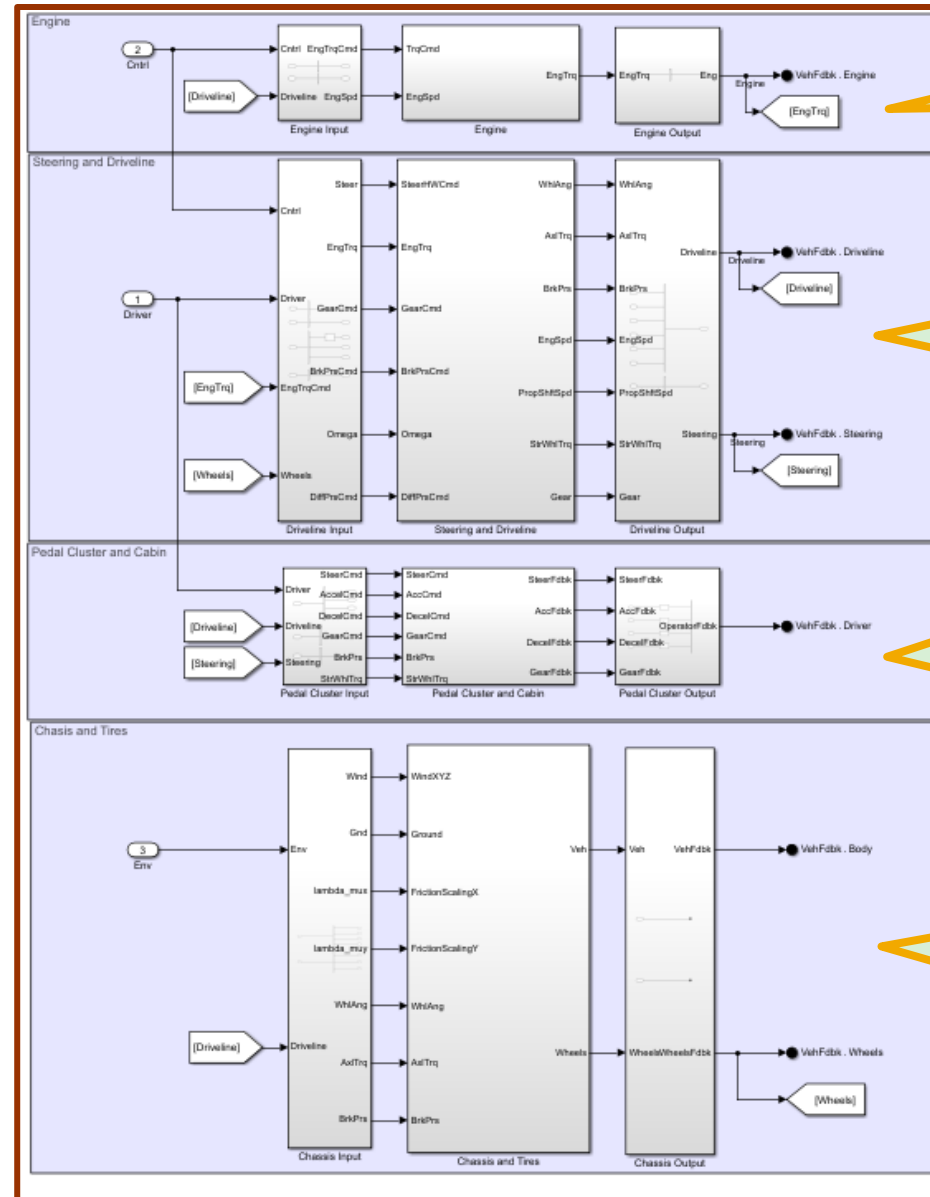 Engine
2
Cntrl
[Driveline]
Cntrl EngTrqCmd
Driveline EngSpd
Engine Input
TrqCmd
EngSpd
EngTrq
Engine
EngTrq Eng
Engine Output
Engine
VehFdbk . Engine
[EngTrq]
Steering and Driveline
1
Driver
[EngTrq]
[Wheels]
Steer
Cntrl
EngTrq
Driver
GearCmd
BrkPrsCmd
EngTrqCmd
Omega
Wheels
DiffPrsCmd
Driveline Input
SteerHWCmd
EngTrq
GearCmd
BrkPrsCmd
Omega
DiffPrsCmd
WhlAng
AxlTrq
BrkPrs
EngSpd
PropShftSpd
StrWhlTrq
Gear
Steering and Driveline
WhlAng
AxlTrq
BrkPrs
EngSpd
PropShftSpd
StrWhlTrq
Gear
Driveline
Steering
Driveline Output
Driveline
VehFdbk . Driveline
[Driveline]
Steering
VehFdbk . Steering
[Steering]
Pedal Cluster and Cabin
[Driveline]
[Steering]
Driver
Driveline
Steering
SteerCmd
AccelCmd
DecelCmd
GearCmd
BrkPrs
StrWhlTrq
Pedal Cluster Input
SteerCmd
AccCmd
DecelCmd
GearCmd
BrkPrs
StrWhlTrq
SteerFdbk
AccFdbk
DecelFdbk
GearFdbk
Pedal Cluster and Cabin
SteerFdbk
AccFdbk
OperatorFdbk
DecelFdbk
GearFdbk
Pedal Cluster Output
VehFdbk . Driver
Chasis and Tires
3
Env
[Driveline]
Wind
Gnd
Env
lambda_mux
lambda_muy
WhlAng
Driveline
AxlTrq
BrkPrs
Chassis Input
WindXYZ
Ground
FrictionScalingX
FrictionScalingY
WhlAng
AxlTrq
BrkPrs
Veh
Wheels
Chassis and Tires
Veh VehFdbk
WheelsWheelsFdbk
Chassis Output
VehFdbk . Body
VehFdbk . Wheels
[Wheels]